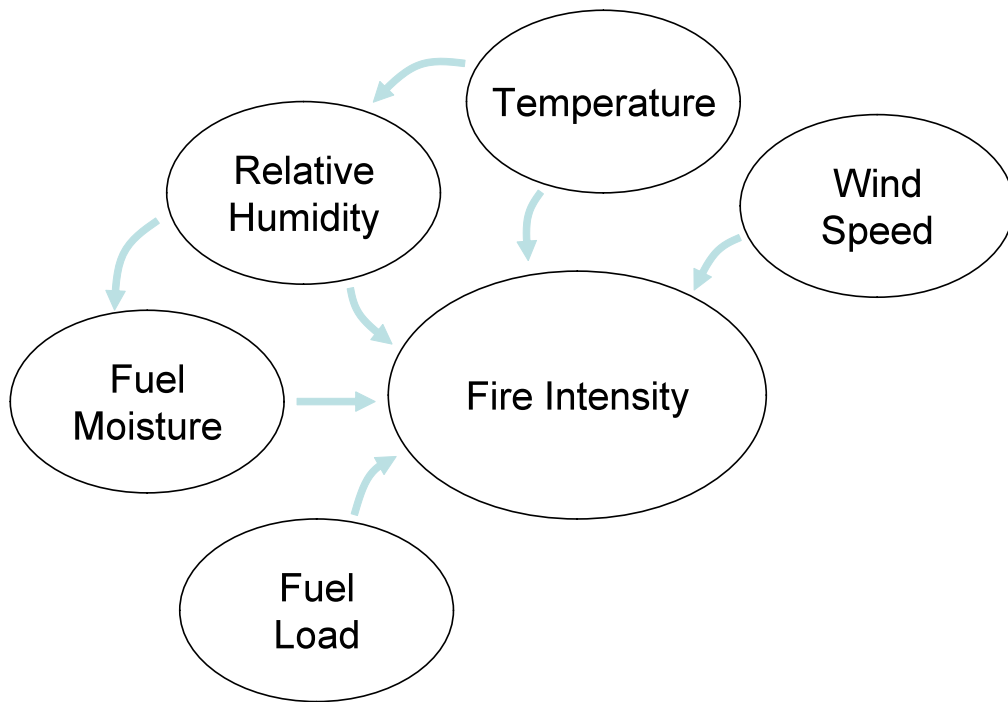 Temperature
Relative
Humidity
Wind
Speed
Fuel
Moisture
Fire Intensity
Fuel
Load